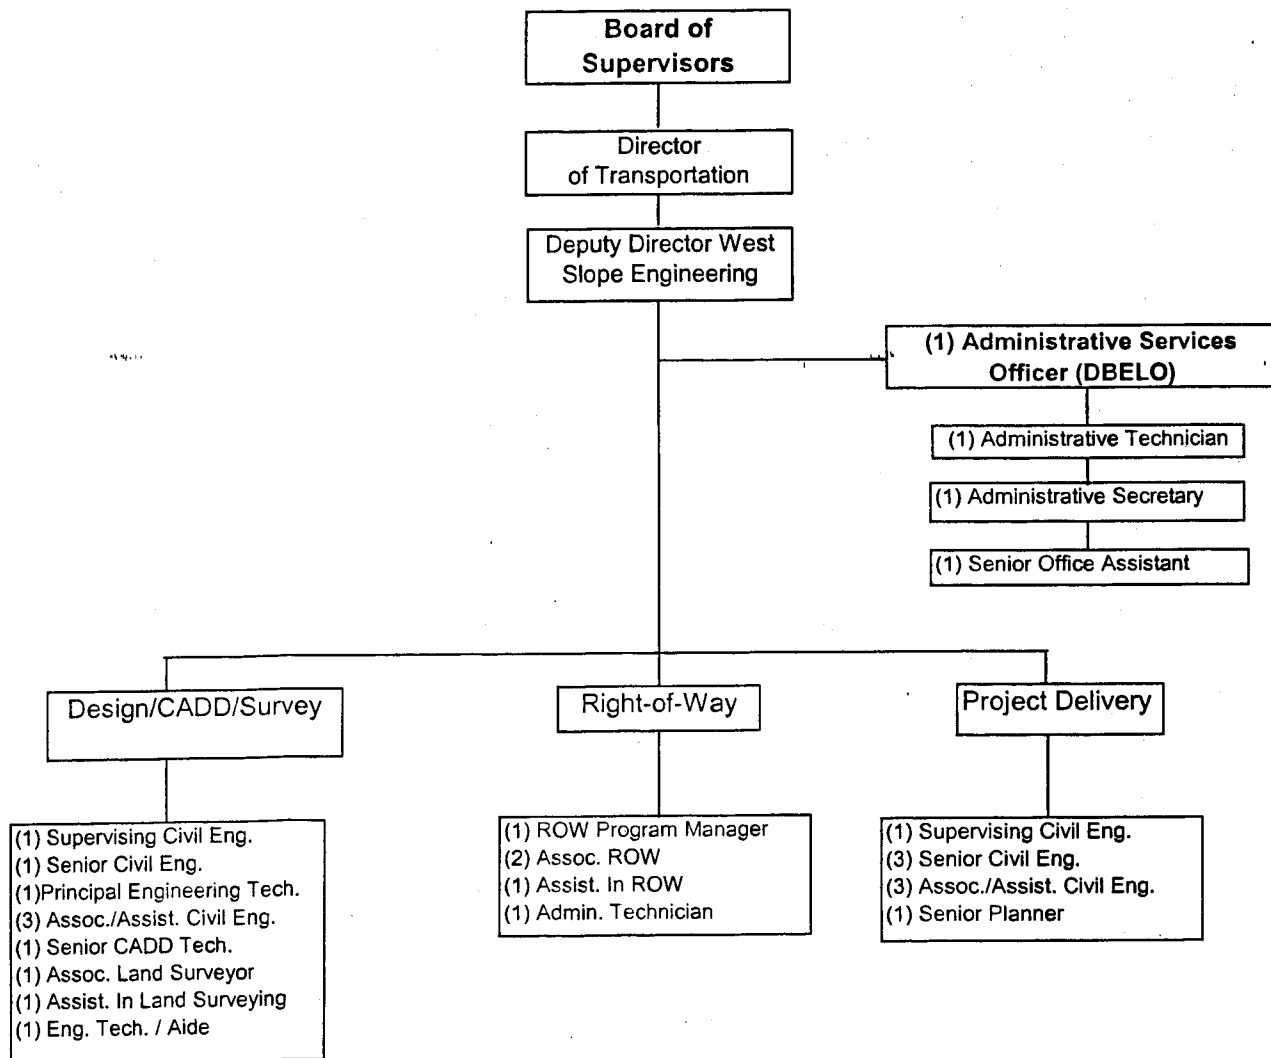 Board of
Supervisors
Director
of Transportation
Deputy Director West
Slope Engineering
(1) Administrative Services
Officer (DBELO)
(1) Administrative Technician
(1) Administrative Secretary
(1) Senior Office Assistant
Design/CADD/Survey
Right-of-Way
Project Delivery
(1) Supervising Civil Eng.
(1) Senior Civil Eng.
(1)Principal Engineering Tech.
(3) Assoc./Assist. Civil Eng.
(1) Senior CADD Tech.
(1) Assoc. Land Surveyor
(1) Assist. In Land Surveying
(1) Eng. Tech. / Aide
(1) ROW Program Manager
(2) Assoc. ROW
(1) Assist. In ROW
(1) Admin. Technician
(1) Supervising Civil Eng.
(3) Senior Civil Eng.
(3) Assoc./Assist. Civil Eng.
(1) Senior Planner